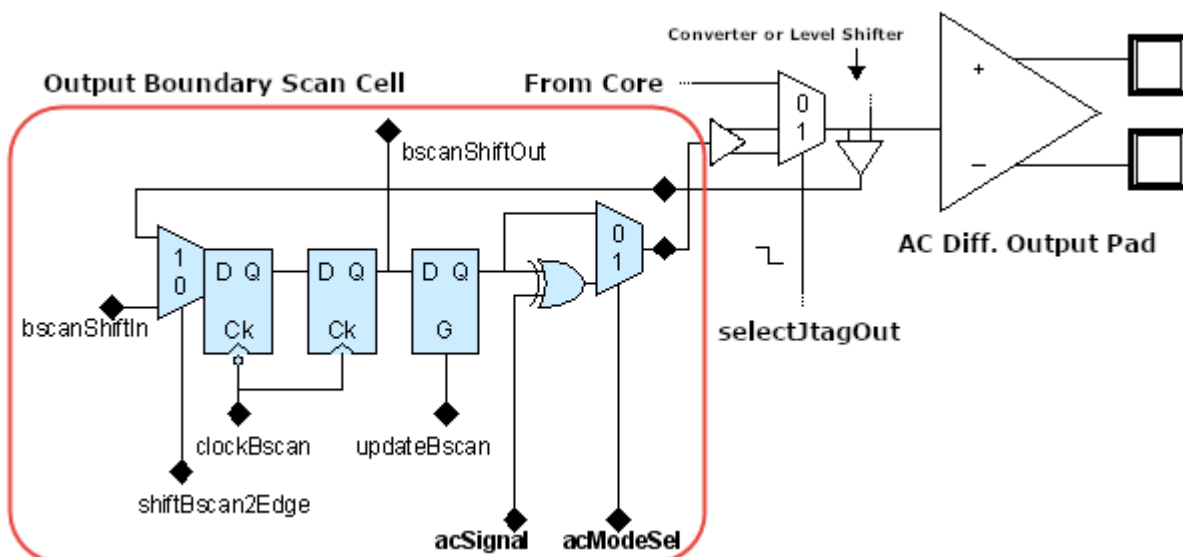 Converter or Level Shifter
Output Boundary Scan Cell
From Core
+
0
1
bscanShiftOut
0
1
−
AC Diff. Output Pad
1
0
D Q
D Q
D Q
bscanShiftIn
Ck
Ck
G
selectJtagOut
clockBscan
updateBscan
shiftBscan2Edge
acSignal
acModeSel